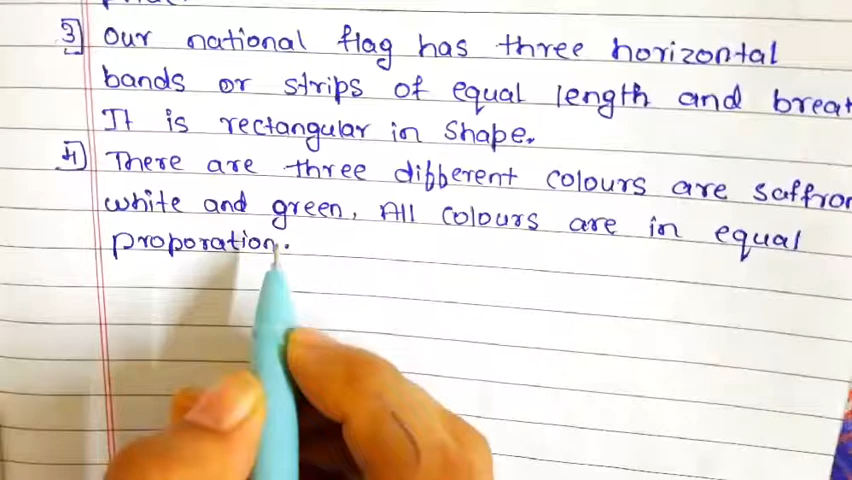 3] Our national flag has three horizontal
bands or strips of equal length and breat
It is rectangular in shape.
4] There are three different colours are saffron
white and green. All colours are in equal
proporation.